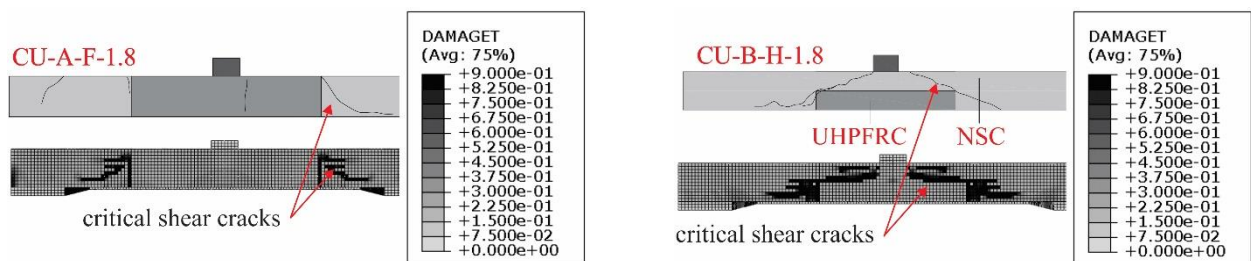 CU-A-F-1.8
critical shear cracks
DAMAGET
(Avg: 75%)
+9.000e-01
+8.250e-01
+7.500e-01
+6.750e-01
+6.000e-01
+5.250e-01
+4.500e-01
+3.750e-01
+3.000e-01
+2.250e-01
+1.500e-01
+7.500e-02
+0.000e+00
CU-B-H-1.8
UHPFRC
NSC
critical shear cracks
DAMAGET
(Avg: 75%)
+9.000e-01
+8.250e-01
+7.500e-01
+6.750e-01
+6.000e-01
+5.250e-01
+4.500e-01
+3.750e-01
+3.000e-01
+2.250e-01
+1.500e-01
+7.500e-02
+0.000e+00